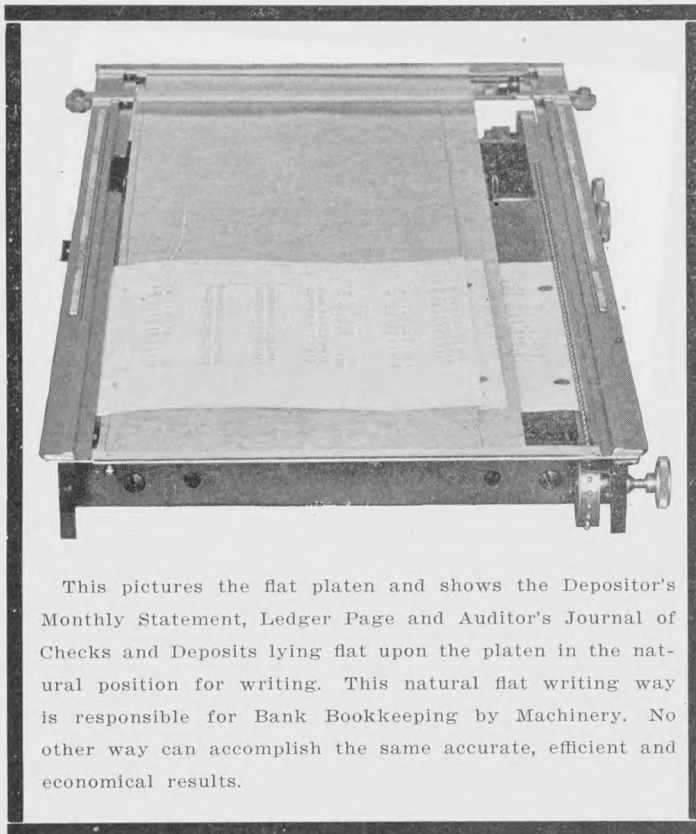 This pictures the flat platen and shows the Depositor's
Monthly Statement, Ledger Page and Auditor's Journal of
Checks and Deposits lying flat upon the platen in the nat-
ural position for writing. This natural flat writing way
is responsible for Bank Bookkeeping by Machinery. No
other way can accomplish the same accurate, efficient and
economical results.